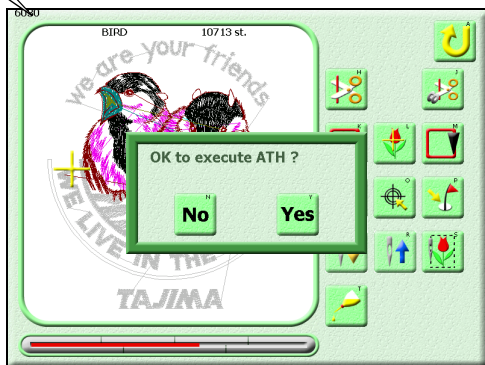 6080
BIRD 10713 st.
A
we are your friends
H
J
K
L
M
OK to execute ATH ?
N
No
Y
Yes
O
P
WE LIVE IN THE
R
S
TAJIMA
T